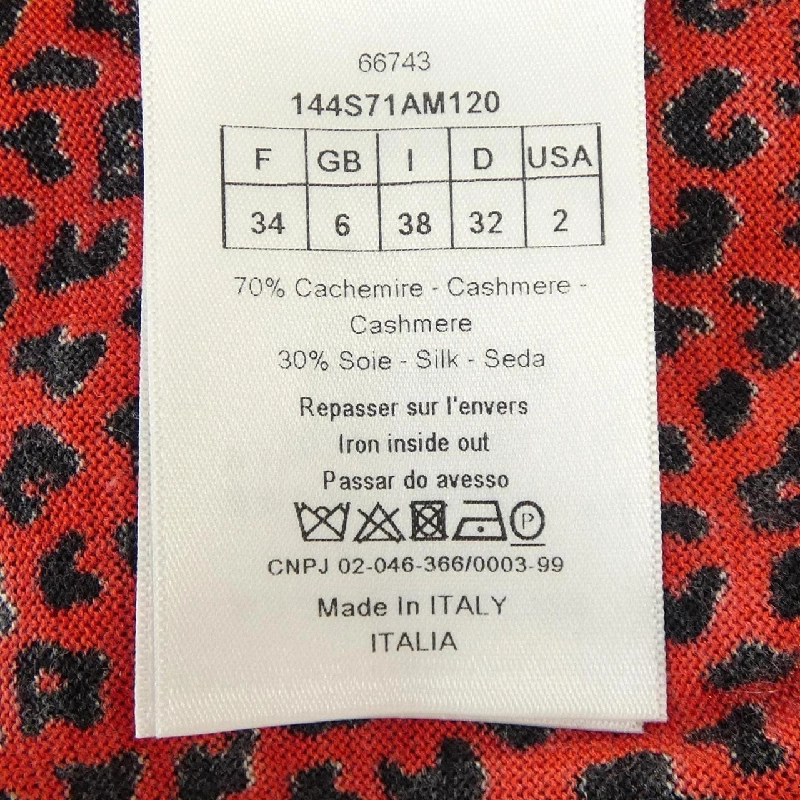 66743
144S71AM120
F GB I D USA
34 6 38 32 2
70% Cachemire - Cashmere -
Cashmere
30% Soie - Silk - Seda
Repasser sur l'envers
Iron inside out
Passar do avesso
P
CNPJ 02-046-366/0003-99
Made In ITALY
ITALIA